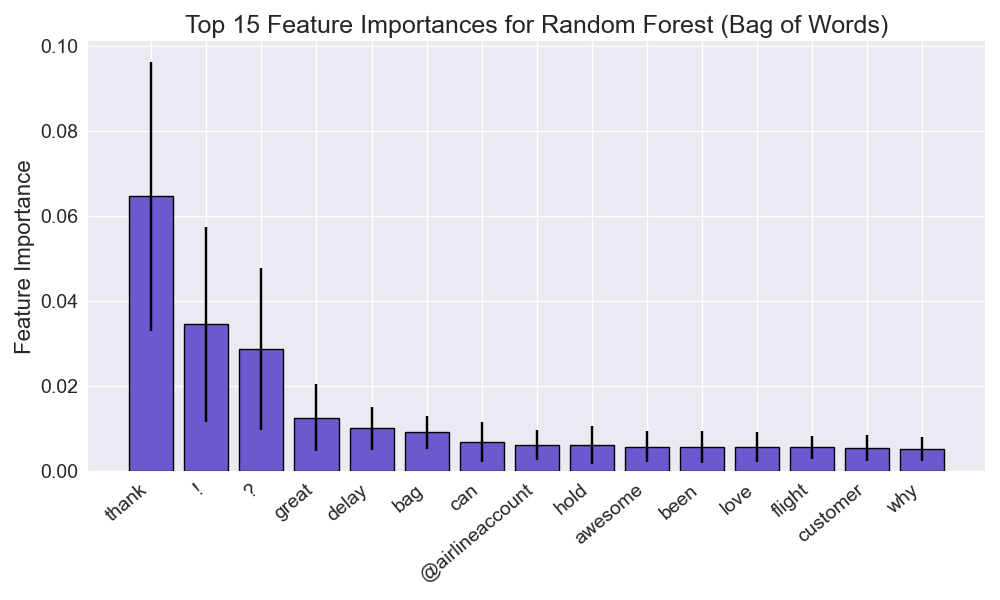 Top 15 Feature Importances for Random Forest (Bag of Words)
Feature Importance
0.10
0.08
0.06
0.04
0.02
0.00
thank
!
?
great
delay
bag
can
@airlineaccount
hold
awesome
been
love
flight
customer
why